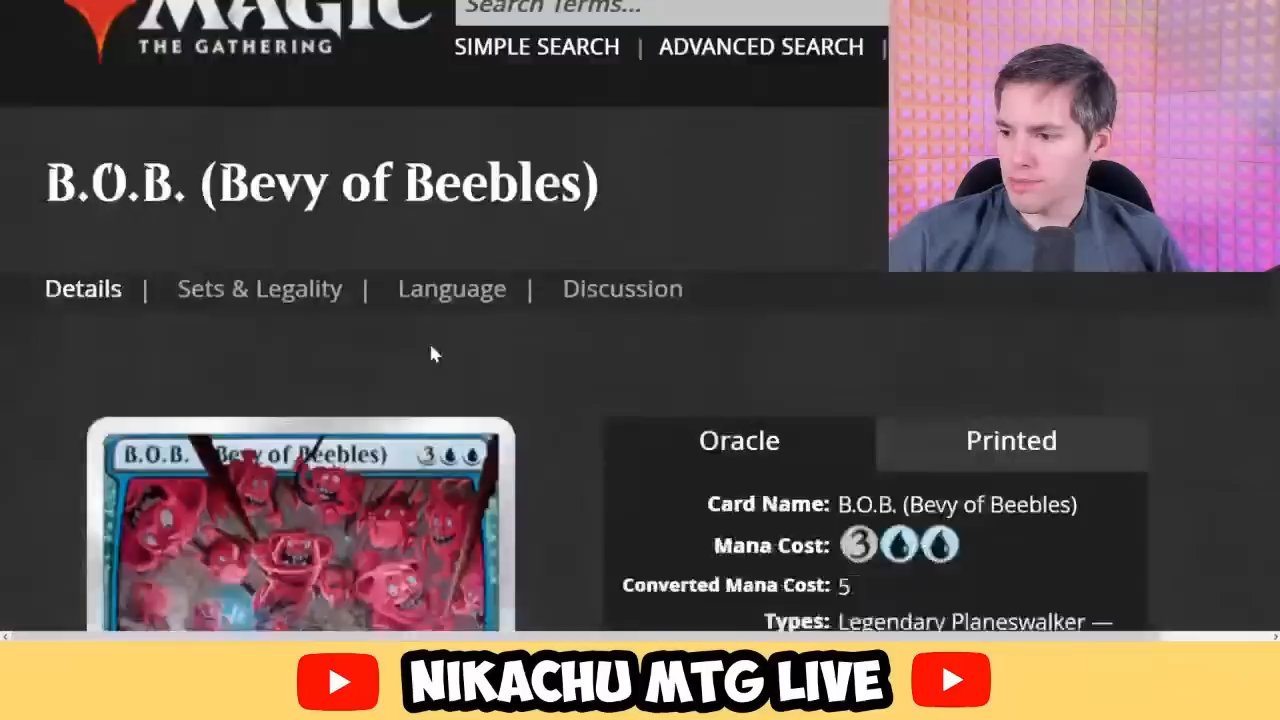 MAGIC
THE GATHERING
Search Terms...
SIMPLE SEARCH | ADVANCED SEARCH |
B.O.B. (Bevy of Beebles)
Details | Sets & Legality | Language | Discussion
B.O.B. (Bevy of Beebles) 3
Oracle
Printed
Card Name: B.O.B. (Bevy of Beebles)
Mana Cost: 3
Converted Mana Cost: 5
Types: Legendary Planeswalker —
NIKACHU MTG LIVE